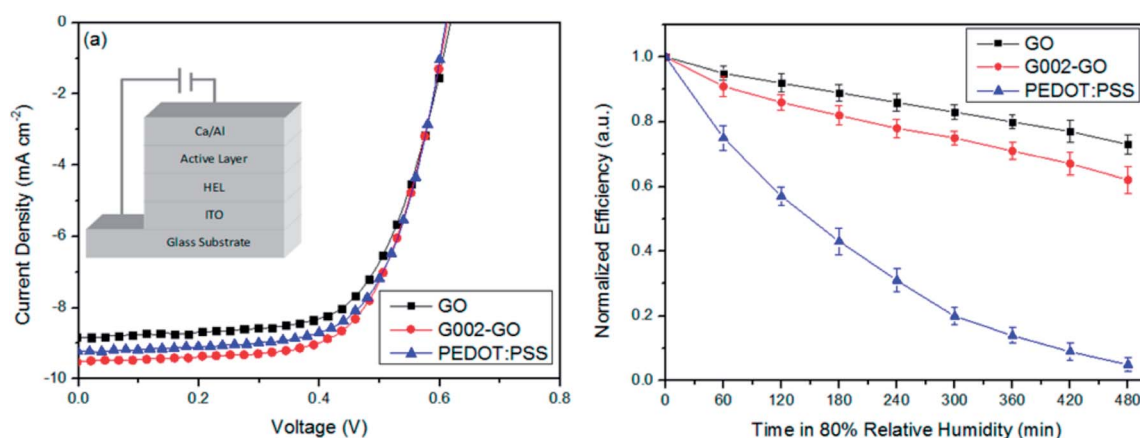 (a)
0
-2
-4
-6
-8
-10
Current Density (mA cm-2)
Ca/Al
Active Layer
HEL
ITO
Glass Substrate
GO
G002-GO
PEDOT:PSS
0.0 0.2 0.4 0.6 0.8
Voltage (V)
1.0
0.8
0.6
0.4
0.2
0.0
Normalized Efficiency (a.u.)
GO
G002-GO
PEDOT:PSS
0 60 120 180 240 300 360 420 480
Time in 80% Relative Humidity (min)